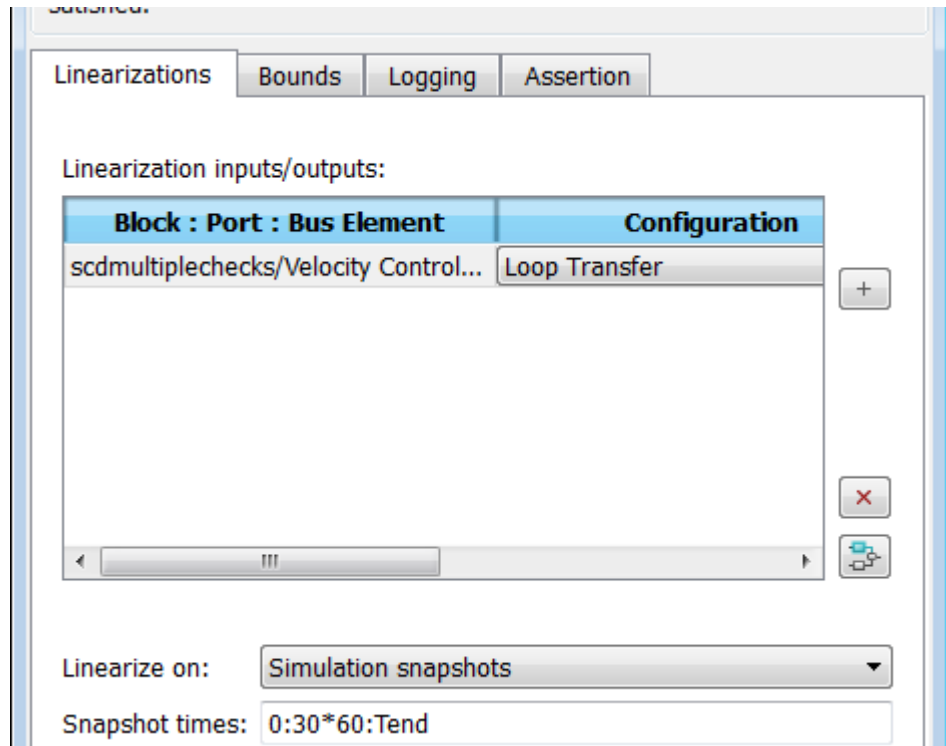 satisfied.
Linearizations Bounds Logging Assertion
Linearization inputs/outputs:
Block : Port : Bus Element Configuration
scdmultiplechecks/Velocity Control... Loop Transfer
+
Linearize on: Simulation snapshots
Snapshot times: 0:30*60:Tend